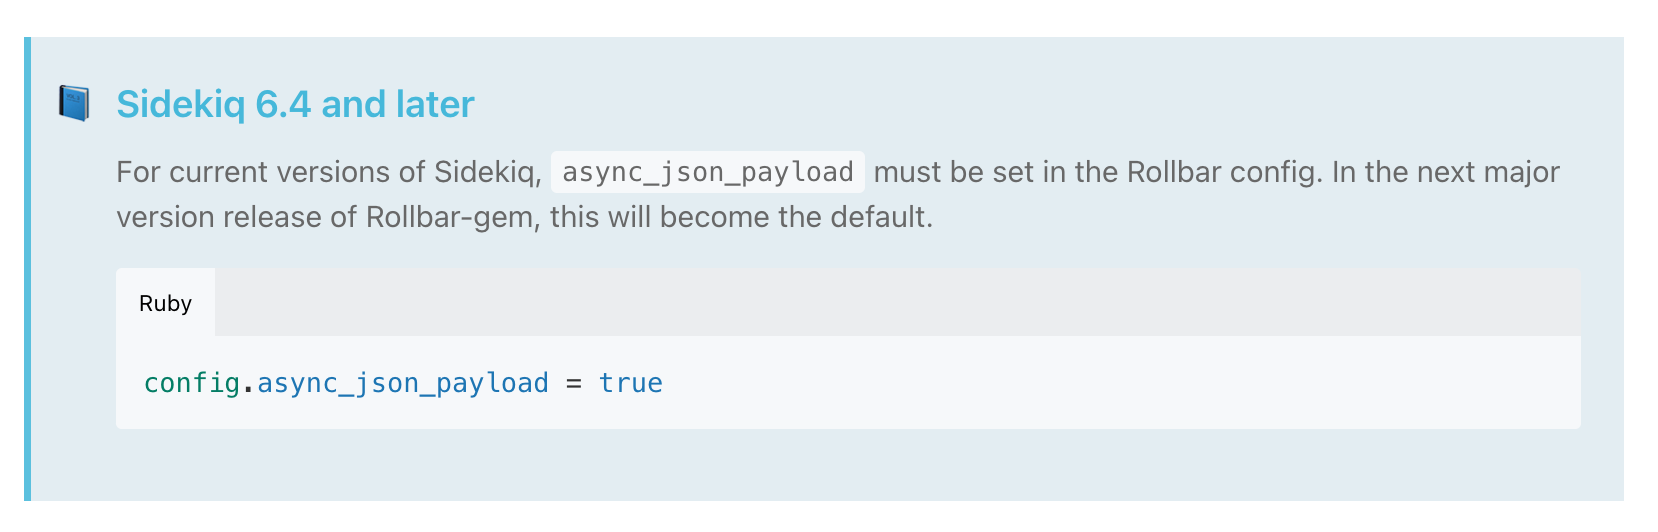 Sidekiq 6.4 and later
For current versions of Sidekiq, async_json_payload must be set in the Rollbar config. In the next major
version release of Rollbar-gem, this will become the default.
Ruby
config.async_json_payload = true